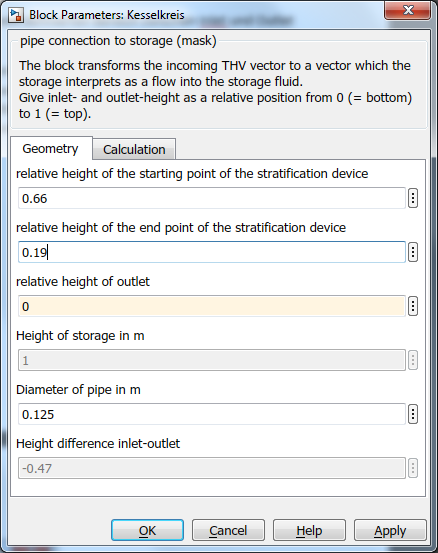 Block Parameters: Kesselkreis
pipe connection to storage (mask)
The block transforms the incoming THV vector to a vector which the
storage interprets as a flow into the storage fluid.
Give inlet- and outlet-height as a relative position from 0 (= bottom)
to 1 (= top).
Geometry Calculation
relative height of the starting point of the stratification device
0.66
relative height of the end point of the stratification device
0.19
relative height of outlet
0
Height of storage in m
1
Diameter of pipe in m
0.125
Height difference inlet-outlet
-0.47
OK Cancel Help Apply